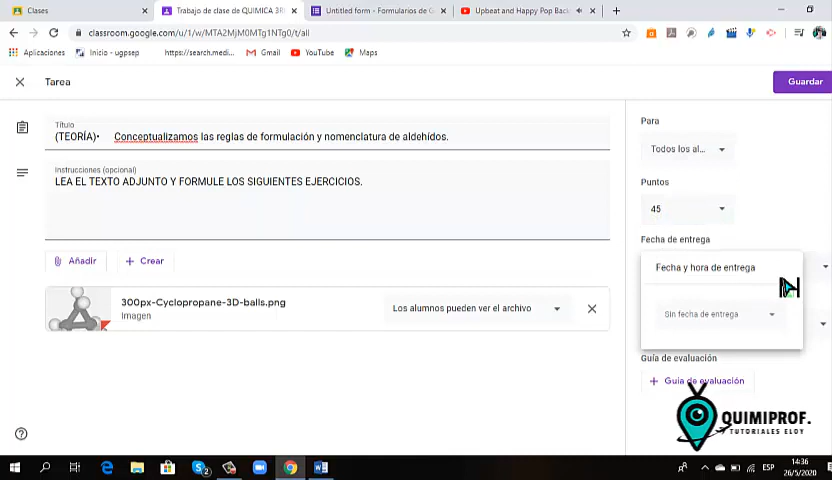 Clases
Trabajo de clase de QUIMICA 3R
Untitled form - Formularios de G
Upbeat and Happy Pop Back
classroom.google.com/u/1/w/MTA2MjM0MTg1NTg0/t/all
Aplicaciones
Inicio - ugpsep
https://search.medi...
Gmail
YouTube
Maps
Tarea
Guardar
Título
(TEORÍA)• Conceptualizamos las reglas de formulación y nomenclatura de aldehídos.
Instrucciones (opcional)
LEA EL TEXTO ADJUNTO Y FORMULE LOS SIGUIENTES EJERCICIOS.
Añadir
Crear
300px-Cyclopropane-3D-balls.png
Imagen
Los alumnos pueden ver el archivo
Para
Todos los al...
Puntos
45
Fecha de entrega
Fecha y hora de entrega
Sin fecha de entrega
Guía de evaluación
Guía de evaluación
QUIMIPROF.
TUTORIALES ELOY
ESP
14:36
26/5/2020